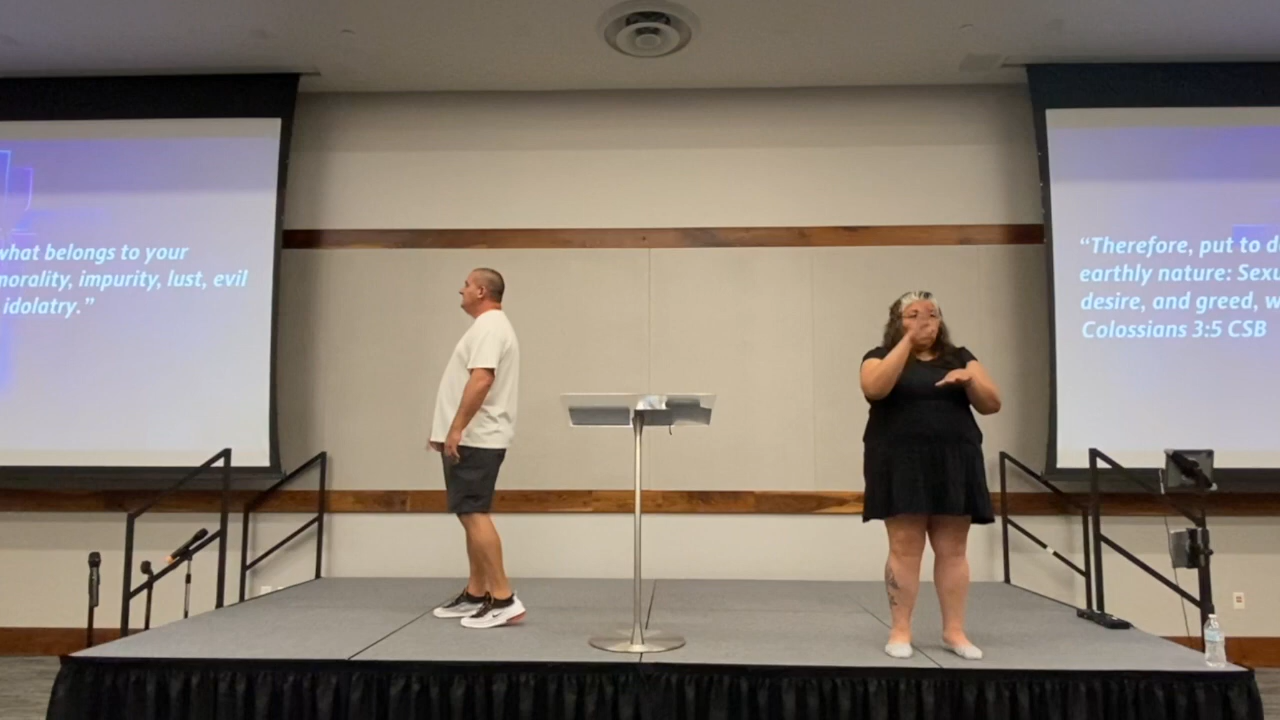 what belongs to your
morality, impurity, lust, evil
idolatry.”
“Therefore, put to d
earthly nature: Sexu
desire, and greed, w
Colossians 3:5 CSB